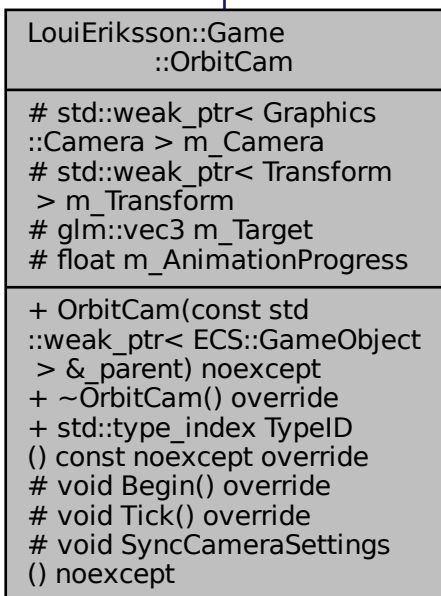 LouiEriksson::Game
::OrbitCam
# std::weak_ptr< Graphics
::Camera > m_Camera
# std::weak_ptr< Transform
> m_Transform
# glm::vec3 m_Target
# float m_AnimationProgress
+ OrbitCam(const std
::weak_ptr< ECS::GameObject
> &_parent) noexcept
+ ~OrbitCam() override
+ std::type_index TypeID
() const noexcept override
# void Begin() override
# void Tick() override
# void SyncCameraSettings
() noexcept